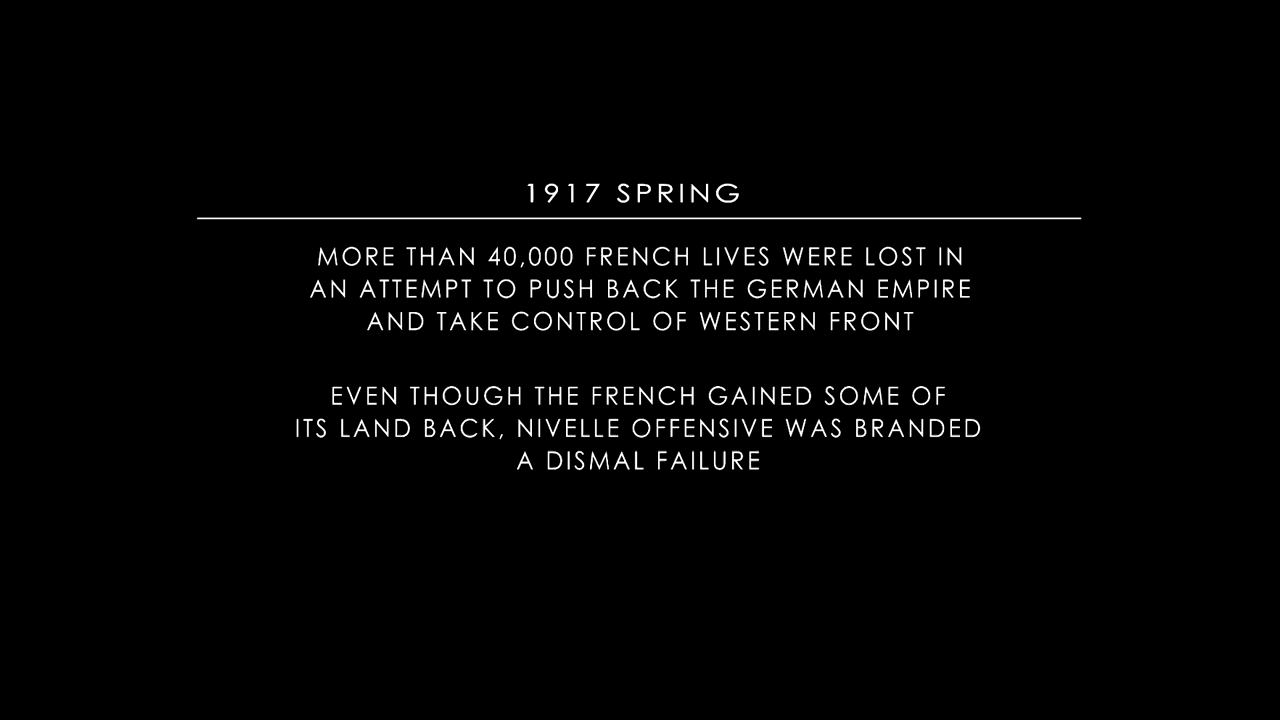 1917 SPRING
MORE THAN 40,000 FRENCH LIVES WERE LOST IN
AN ATTEMPT TO PUSH BACK THE GERMAN EMPIRE
AND TAKE CONTROL OF WESTERN FRONT
EVEN THOUGH THE FRENCH GAINED SOME OF
ITS LAND BACK, NIVELLE OFFENSIVE WAS BRANDED
A DISMAL FAILURE